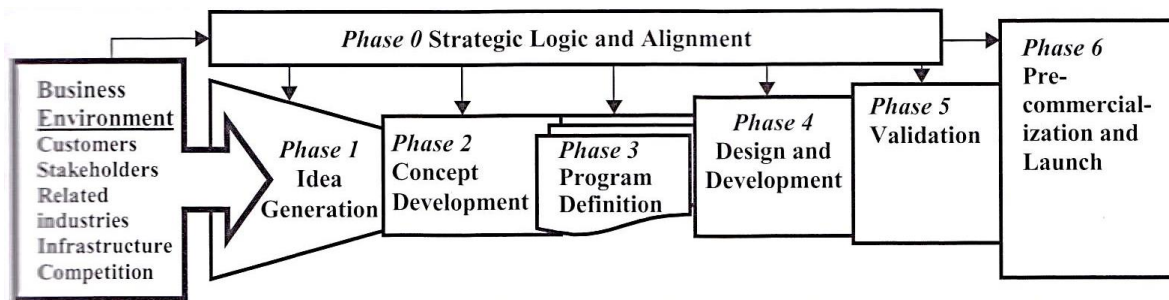 Phase 0 Strategic Logic and Alignment
Business
Environment
Customers
Stakeholders
Related
industries
Infrastructure
Competition
Phase 1
Idea
Generation
Phase 2
Concept
Development
Phase 3
Program
Definition
Phase 4
Design and
Development
Phase 5
Validation
Phase 6
Pre-
commercial-
ization and
Launch